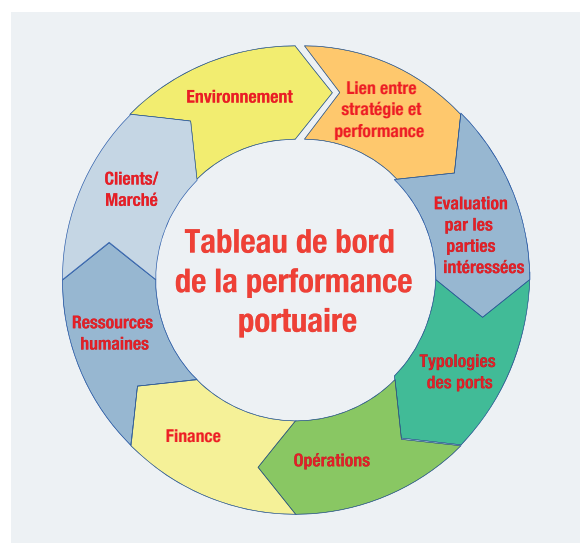 Lien entre
stratégie et
performance
Evaluation
par les
parties
intéressées
Typologies
des ports
Opérations
Finance
Ressources
humaines
Clients/
Marché
Environnement
Tableau de bord
de la performance
portuaire